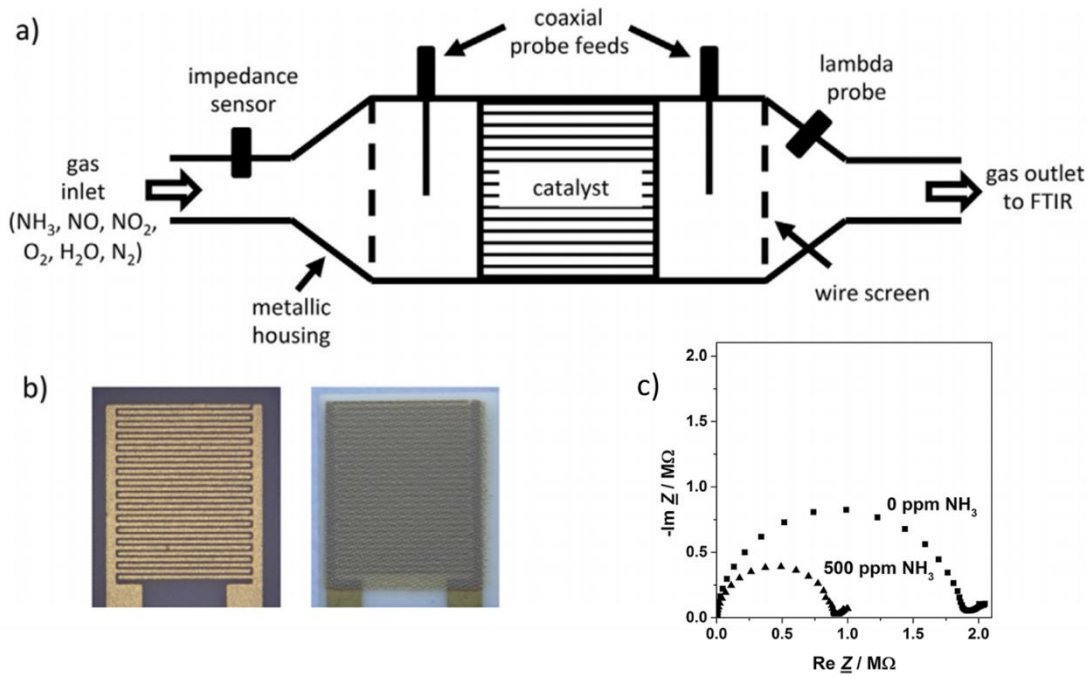 a)
coaxial
probe feeds
impedance
sensor
lambda
probe
gas
inlet
(NH₃, NO, NO₂,
O₂, H₂O, N₂)
catalyst
gas outlet
to FTIR
metallic
housing
wire screen
b)
c)
2.0
1.5
1.0
0.5
0.0
-Im Z / MΩ
0 ppm NH₃
500 ppm NH₃
0.0 0.5 1.0 1.5 2.0
Re Z / MΩ